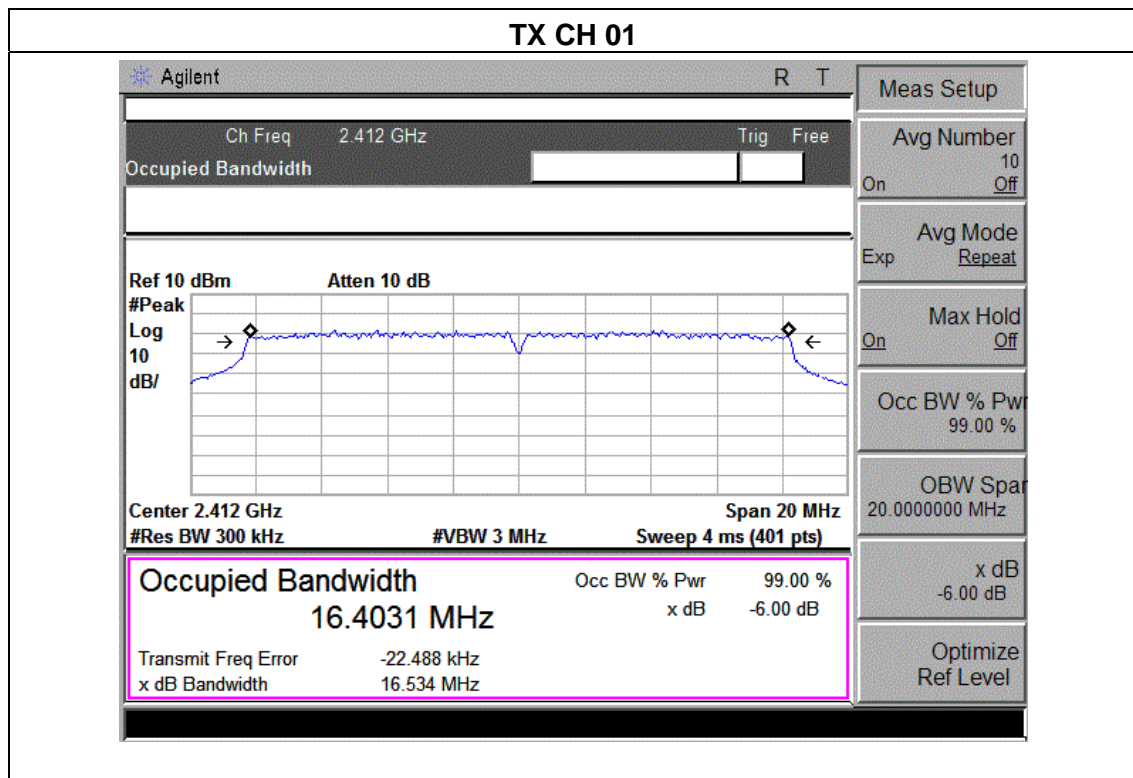 TX CH 01
Agilent R T
Ch Freq 2.412 GHz Trig Free
Occupied Bandwidth
Ref 10 dBm Atten 10 dB
#Peak
Log
10
dB/
Center 2.412 GHz Span 20 MHz
#Res BW 300 kHz #VBW 3 MHz Sweep 4 ms (401 pts)
Occupied Bandwidth Occ BW % Pwr 99.00 %
16.4031 MHz x dB -6.00 dB
Transmit Freq Error -22.488 kHz
x dB Bandwidth 16.534 MHz
Meas Setup
Avg Number
10
On Off
Avg Mode
Exp Repeat
Max Hold
On Off
Occ BW % Pwr
99.00 %
OBW Spar
20.0000000 MHz
x dB
-6.00 dB
Optimize
Ref Level